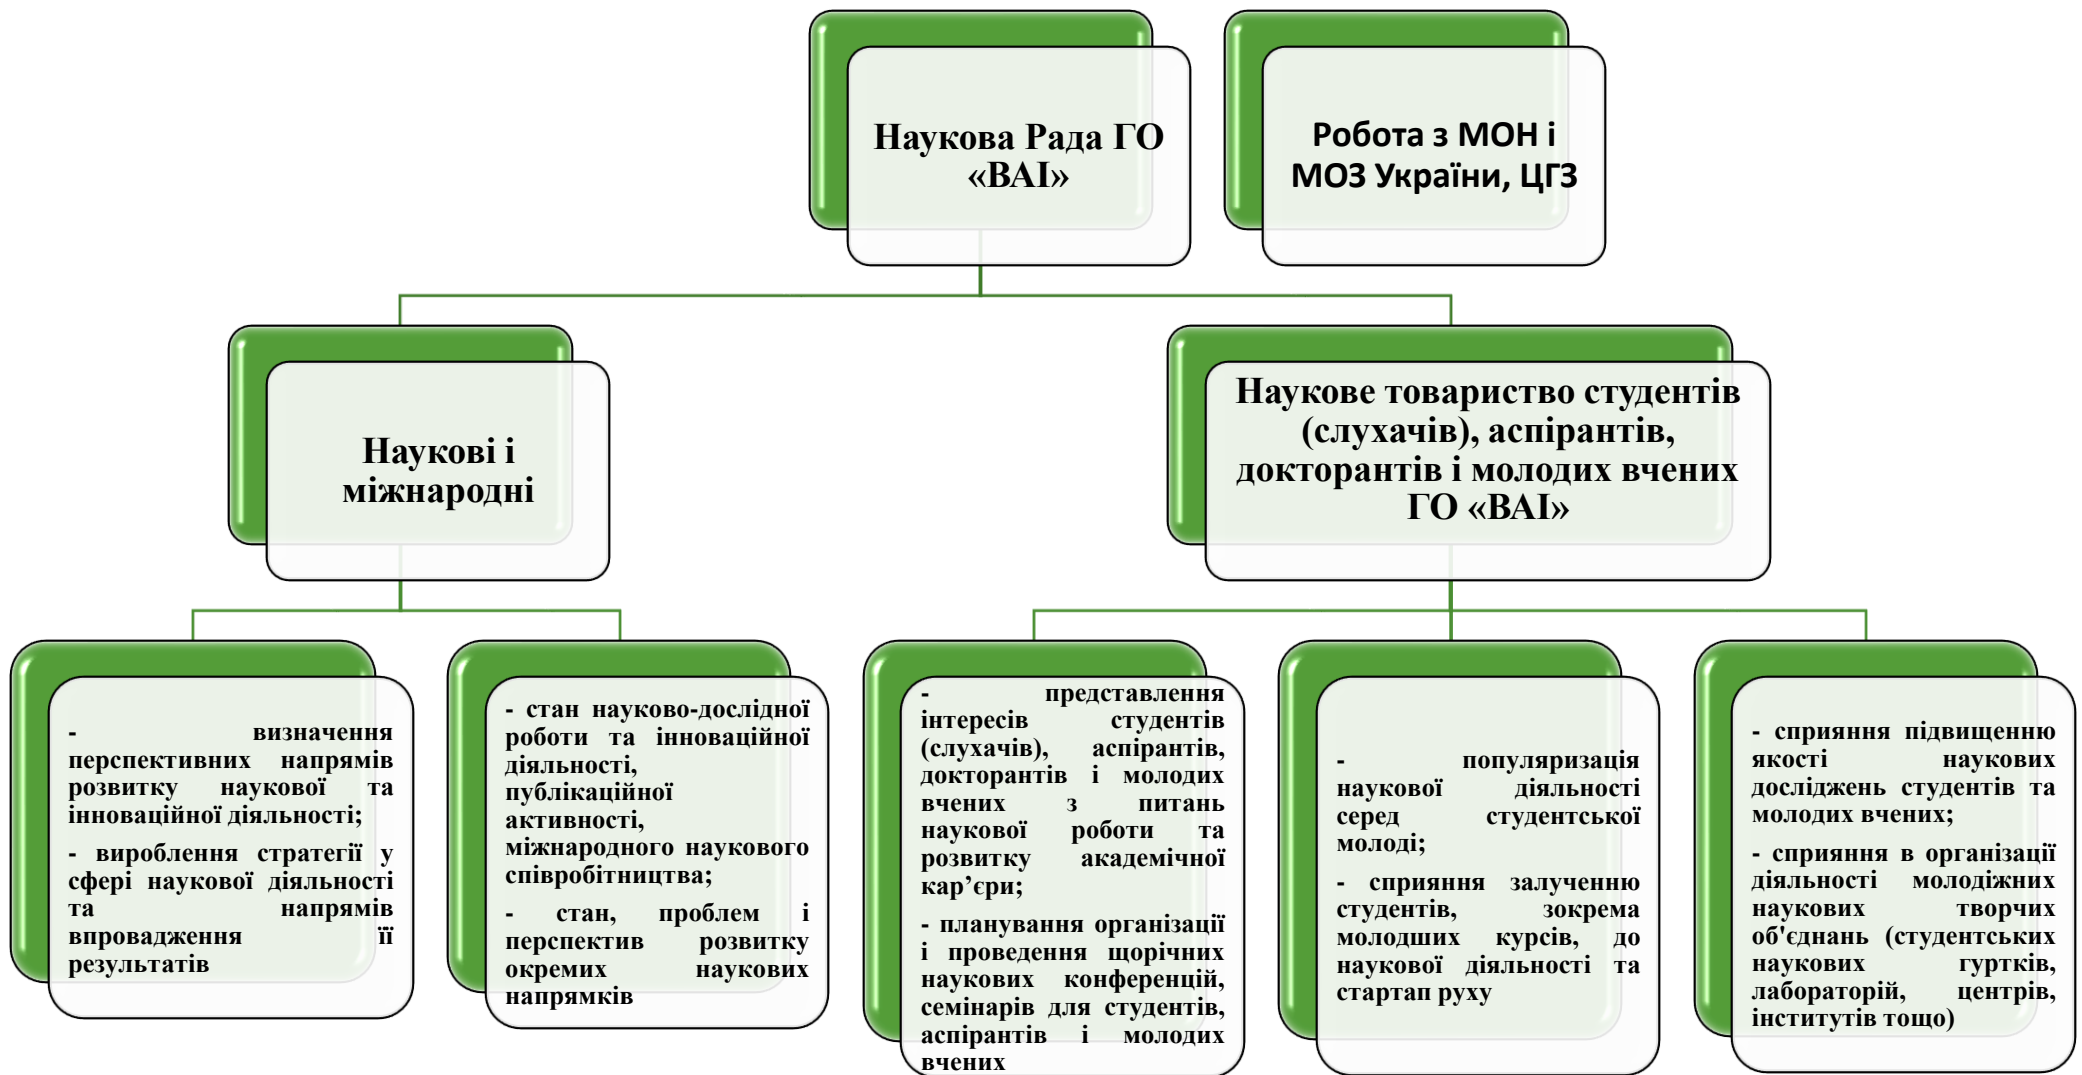 Наукова Рада ГО
«ВАІ»
Робота з МОН і
МОЗ України, ЦГЗ
Наукові і
міжнародні
Наукове товариство студентів
(слухачів), аспірантів,
докторантів і молодих вчених
ГО «ВАІ»
- визначення
перспективних напрямів
розвитку наукової та
інноваційної діяльності;
- вироблення стратегії у
сфері наукової діяльності
та напрямів
впровадження її
результатів
- стан науково-дослідної
роботи та інноваційної
діяльності,
публікаційної
активності,
міжнародного наукового
співробітництва;
- стан, проблем і
перспектив розвитку
окремих наукових
напрямків
- представлення
інтересів студентів
(слухачів), аспірантів,
докторантів і молодих
вчених з питань
наукової роботи та
розвитку академічної
кар’єри;
- планування організації
і проведення щорічних
наукових конференцій,
семінарів для студентів,
аспірантів і молодих
вчених
- популяризація
наукової діяльності
серед студентської
молоді;
- сприяння залученню
студентів, зокрема
молодших курсів, до
наукової діяльності та
стартап руху
- сприяння підвищенню
якості наукових
досліджень студентів та
молодих вчених;
- сприяння в організації
діяльності молодіжних
наукових творчих
об'єднань (студентських
наукових гуртків,
лабораторій, центрів,
інститутів тощо)